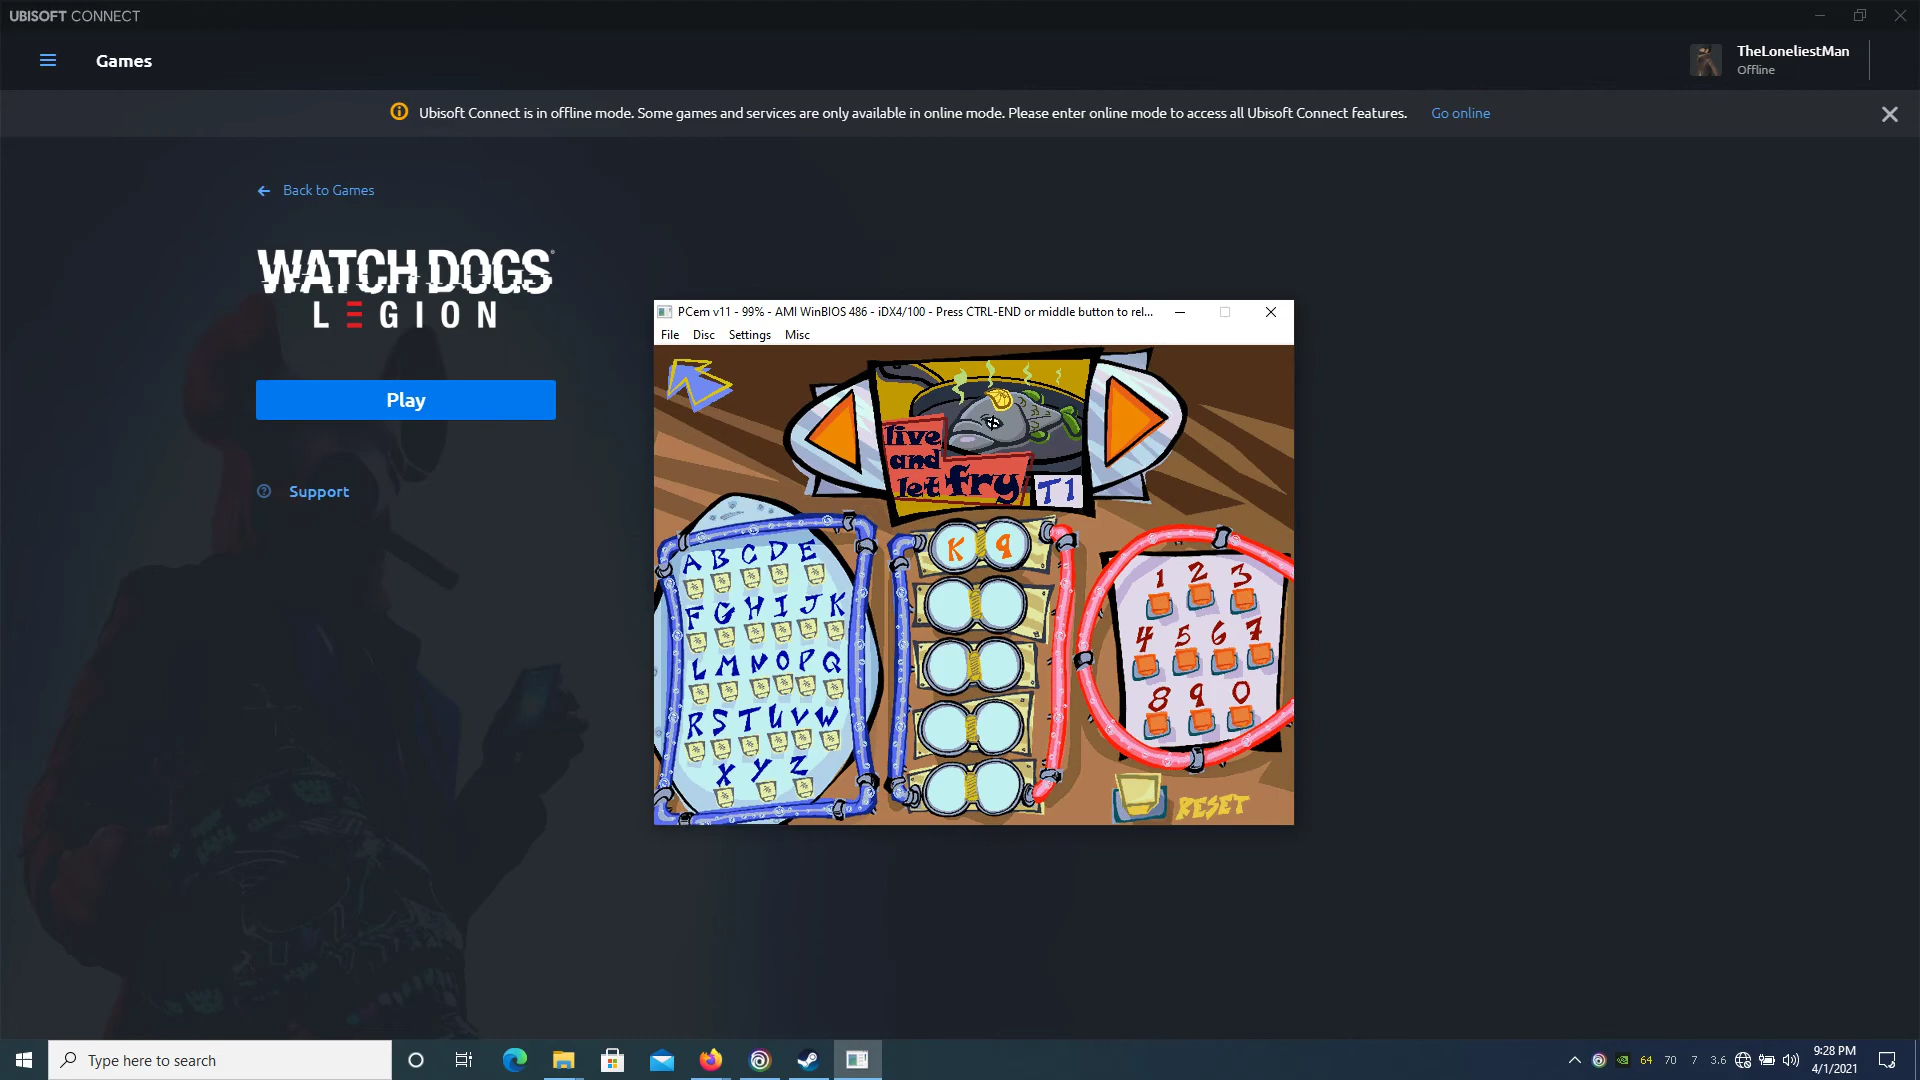 UBISOFT CONNECT
Games
TheLoneliestMan
Offline
Ubisoft Connect is in offline mode. Some games and services are only available in online mode. Please enter online mode to access all Ubisoft Connect features. Go online
Back to Games
WATCH DOGS
LEGION
Play
Support
PCem v11 - 99% - AMI WinBIOS 486 - iDX4/100 - Press CTRL-END or middle button to rel...
File Disc Settings Misc
live
and
let fry T1
K 9
A B C D E
F G H I J K
L M N O P Q
R S T U V W
X Y Z
1 2 3
4 5 6 7
8 9 0
RESET
Type here to search
64 70 7 3.6
9:28 PM
4/1/2021